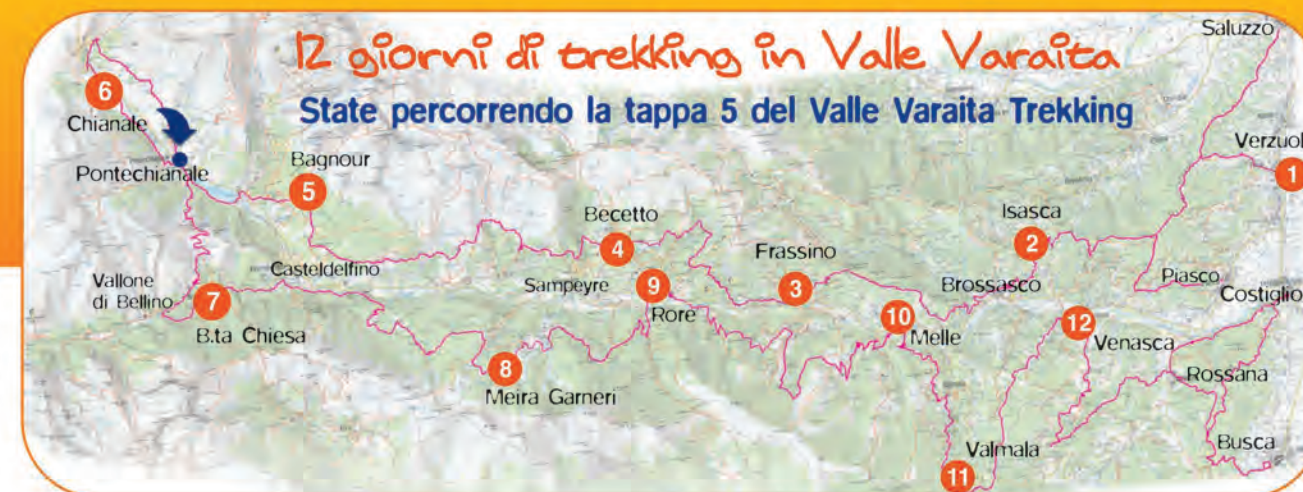 12 giorni di trekking in Valle Varaita
State percorrendo la tappa 5 del Valle Varaita Trekking
Saluzzo
Verzuol
1
6
Chianale
Pontechianale
Bagnour
5
Becetto
4
Isasca
2
Frassino
3
Piasco
Costiglio
Vallone
di Bellino
7
B.ta Chiesa
Casteldelfino
Sampeyre
9
Rore
Brossasco
10
Melle
12
Venasca
8
Meira Garneri
Rossana
Valmala
11
Busca